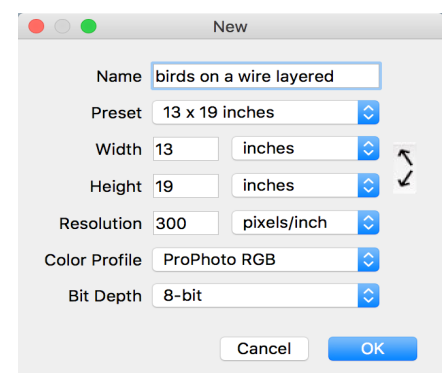 New
Name birds on a wire layered
Preset 13 x 19 inches
Width 13 inches
Height 19 inches
Resolution 300 pixels/inch
Color Profile ProPhoto RGB
Bit Depth 8-bit
Cancel OK